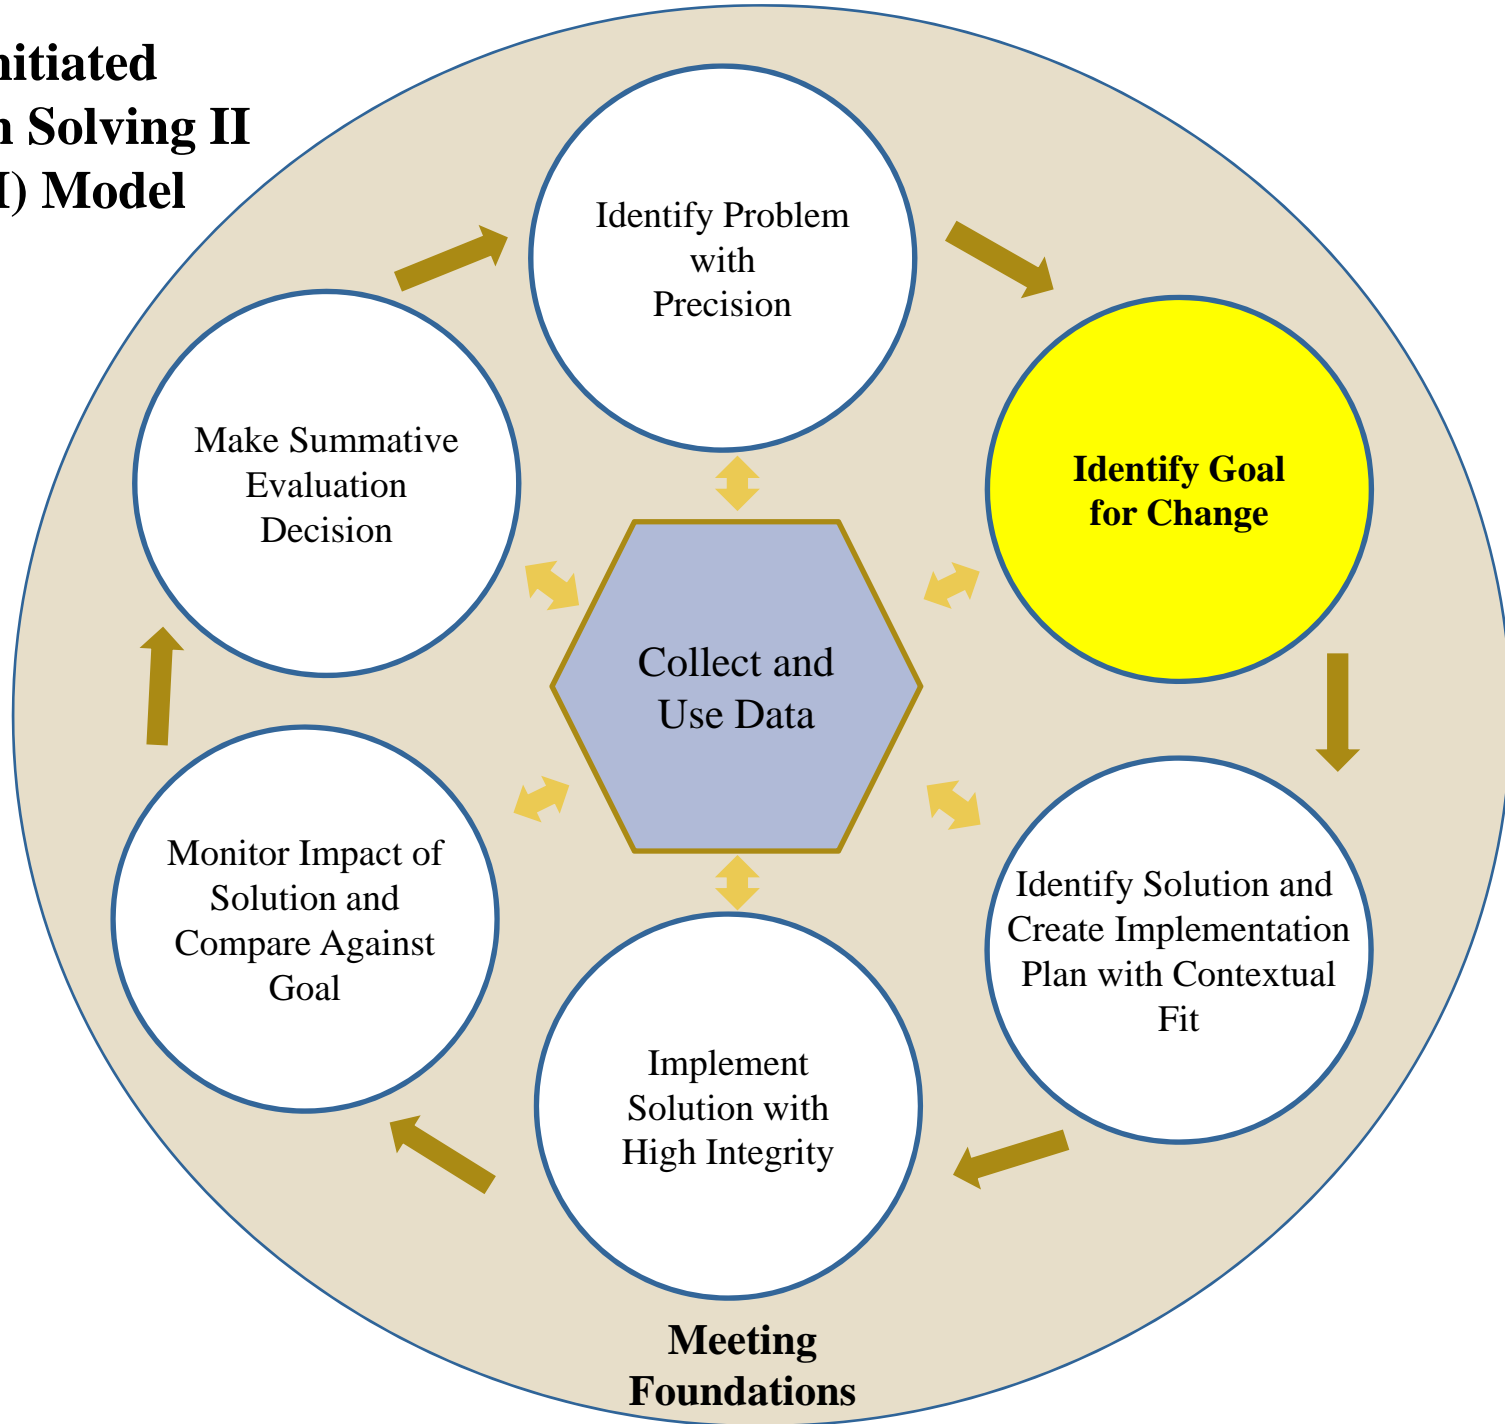 nitiated
n Solving II
I) Model
Identify Problem
with
Precision
Identify Goal
for Change
Make Summative
Evaluation
Decision
Collect and
Use Data
Monitor Impact of
Solution and
Compare Against
Goal
Identify Solution and
Create Implementation
Plan with Contextual
Fit
Implement
Solution with
High Integrity
Meeting
Foundations